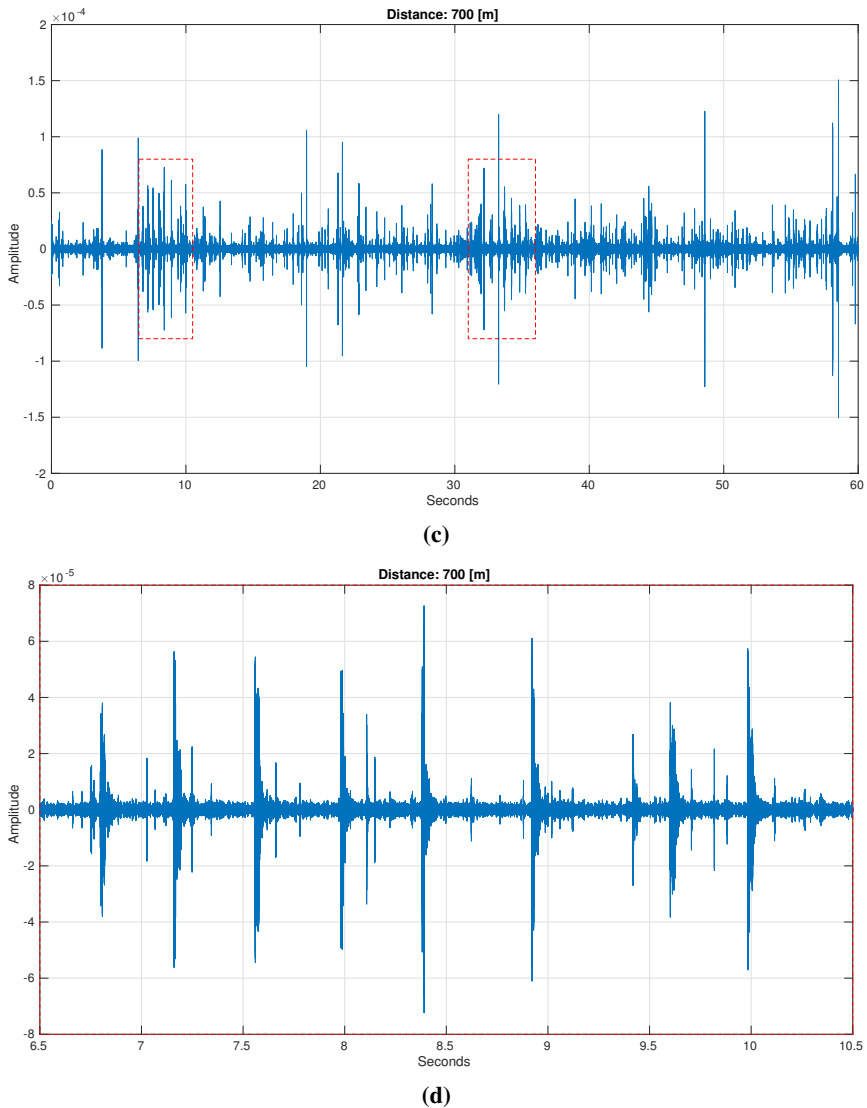 ×10⁻⁴
Distance: 700 [m]
2
1.5
1
0.5
0
-0.5
-1
-1.5
-2
Amplitude
0 10 20 30 40 50 60
Seconds
(c)
×10⁻⁵
Distance: 700 [m]
8
6
4
2
0
-2
-4
-6
-8
Amplitude
6.5 7 7.5 8 8.5 9 9.5 10 10.5
Seconds
(d)